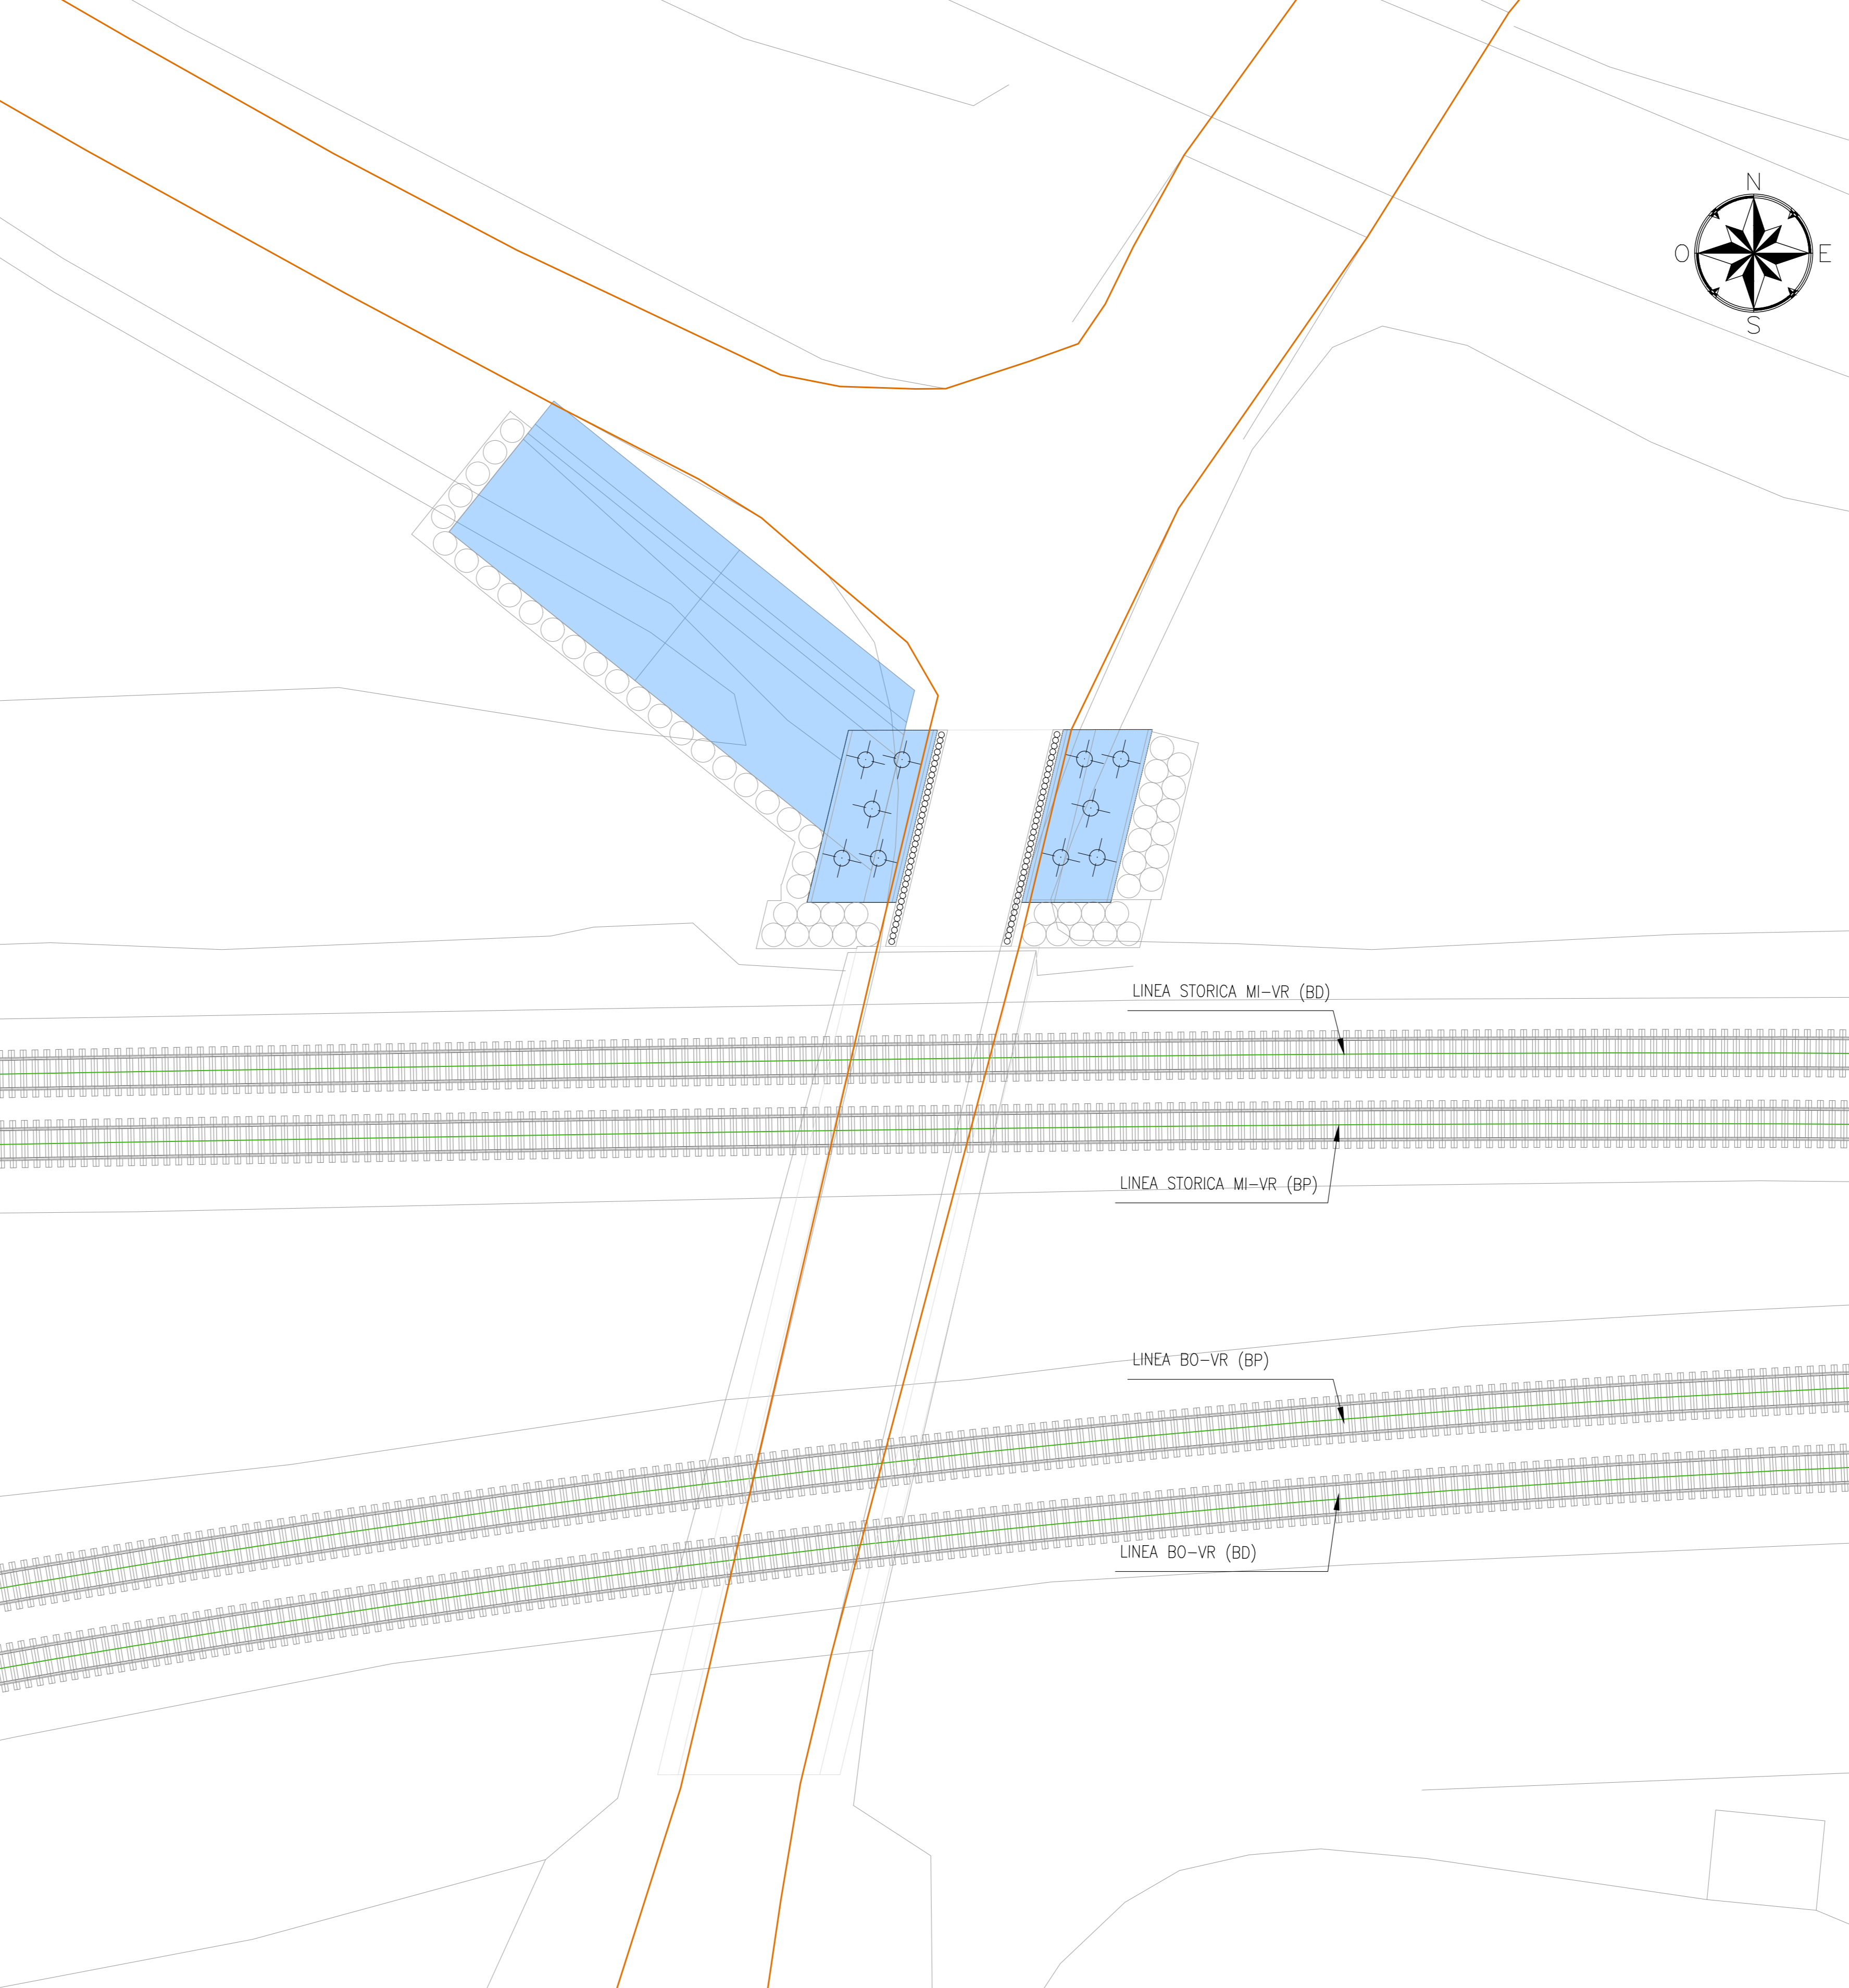 N
O E
S
LINEA STORICA MI-VR (BD)
LINEA STORICA MI-VR (BP)
LINEA BO-VR (BP)
LINEA BO-VR (BD)